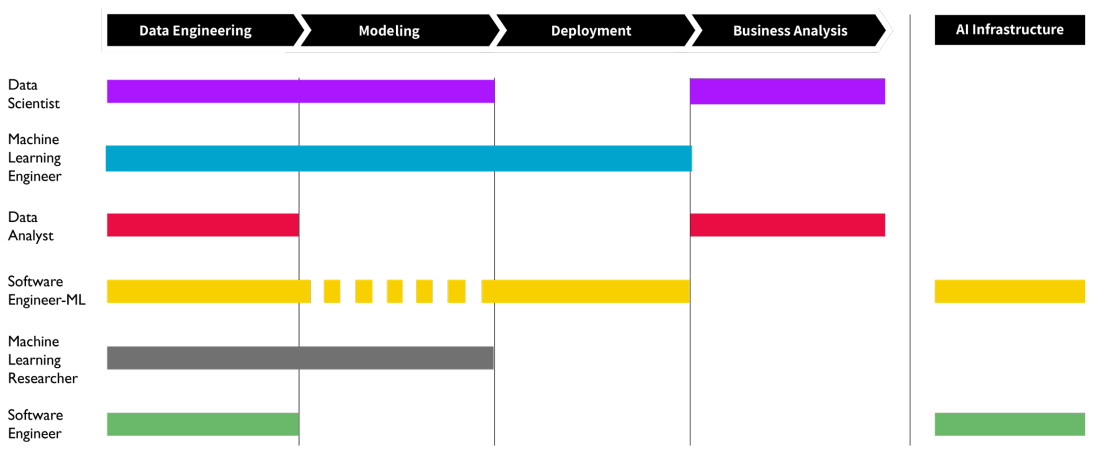 Data Engineering
Modeling
Deployment
Business Analysis
AI Infrastructure
Data
Scientist
Machine
Learning
Engineer
Data
Analyst
Software
Engineer-ML
Machine
Learning
Researcher
Software
Engineer